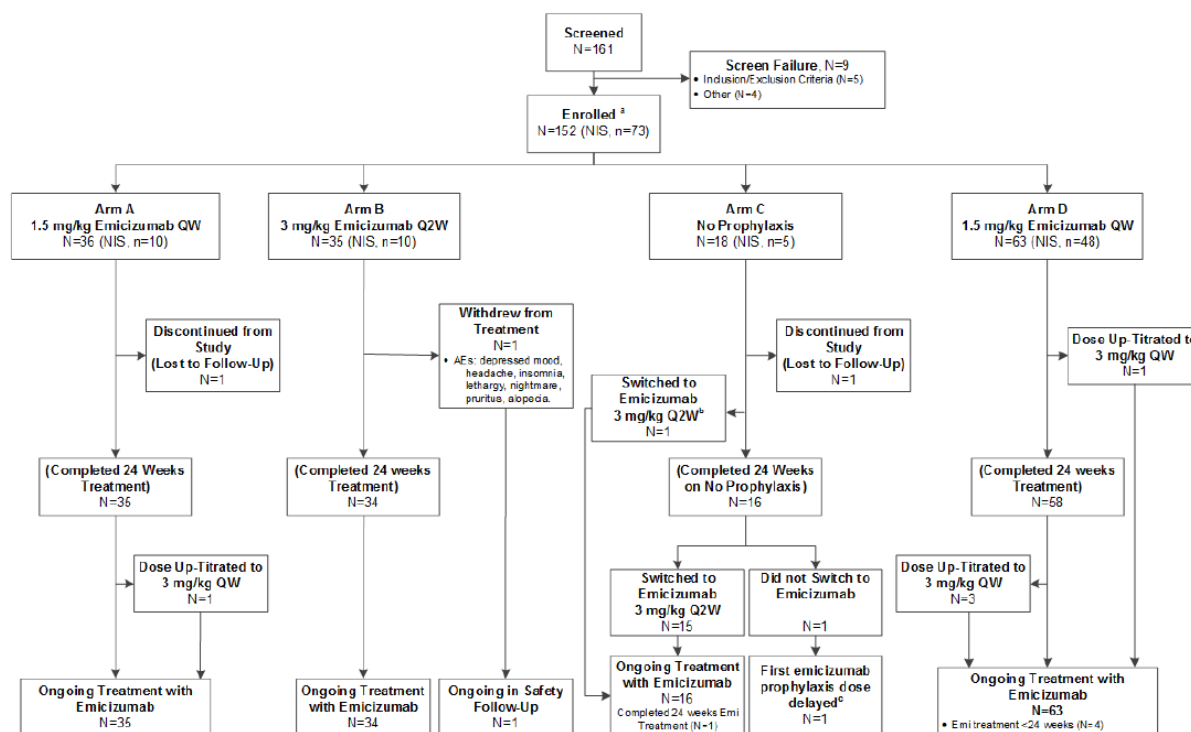 Screened
N=161
Screen Failure, N=9
• Inclusion/Exclusion Criteria (N=5)
• Other (N=4)
Enrolled a
N=152 (NIS, n=73)
Arm A
1.5 mg/kg Emicizumab QW
N=36 (NIS, n=10)
Arm B
3 mg/kg Emicizumab Q2W
N=35 (NIS, n=10)
Arm C
No Prophylaxis
N=18 (NIS, n=5)
Arm D
1.5 mg/kg Emicizumab QW
N=63 (NIS, n=48)
Discontinued from
Study
(Lost to Follow-Up)
N=1
Withdrew from
Treatment
N=1
• AEs: depressed mood,
headache, insomnia,
lethargy, nightmare,
pruritus, alopecia.
Switched to
Emicizumab
3 mg/kg Q2Wb
N=1
Discontinued from
Study
(Lost to Follow-Up)
N=1
Dose Up-Titrated to
3 mg/kg QW
N=1
(Completed 24 Weeks
Treatment)
N=35
(Completed 24 weeks
Treatment)
N=34
(Completed 24 Weeks
on No Prophylaxis)
N=16
(Completed 24 weeks
Treatment)
N=58
Dose Up-Titrated to
3 mg/kg QW
N=1
Switched to
Emicizumab
3 mg/kg Q2W
N=15
Did not Switch to
Emicizumab
N=1
Dose Up-Titrated to
3 mg/kg QW
N=3
Ongoing Treatment with
Emicizumab
N=35
Ongoing Treatment
with Emicizumab
N=34
Ongoing in Safety
Follow-Up
N=1
Ongoing Treatment
with Emicizumab
N=16
Completed 24 weeks Emi
Treatment (N=1)
First emicizumab
prophylaxis dose
delayedc
N=1
Ongoing Treatment with
Emicizumab
N=63
• Emi treatment <24 weeks (N=4)